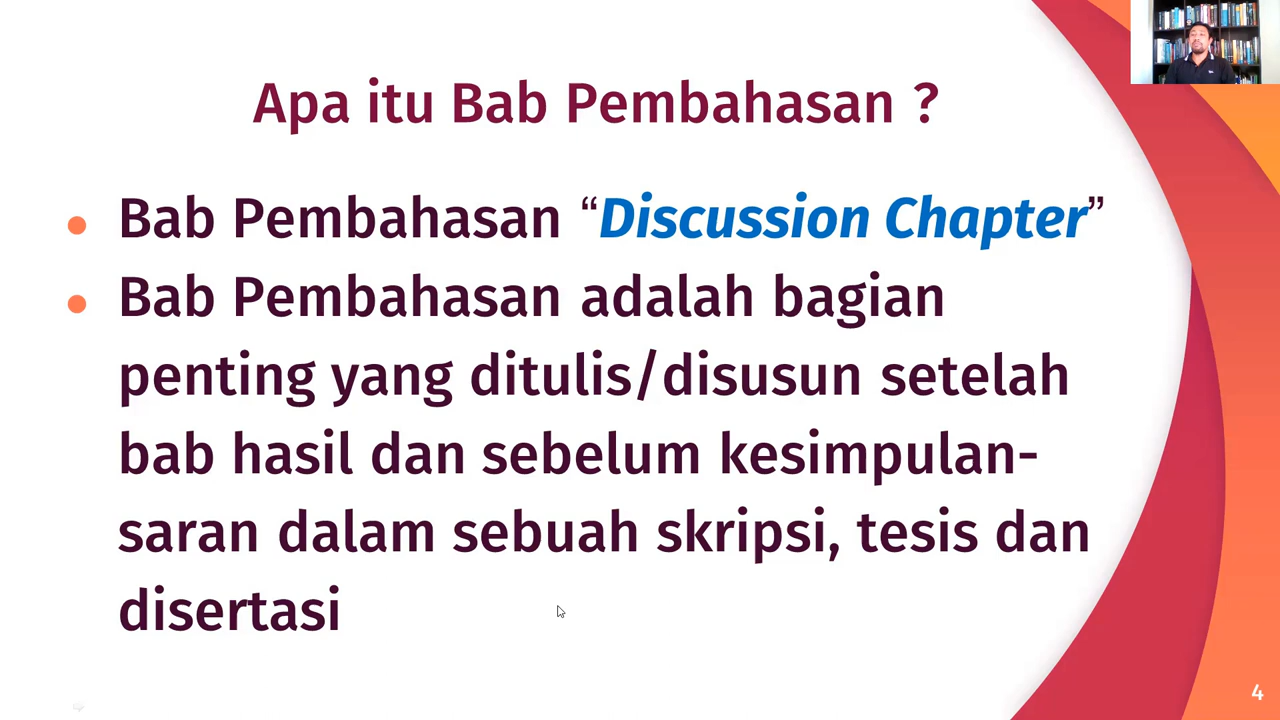 Apa itu Bab Pembahasan ?
• Bab Pembahasan “Discussion Chapter”
• Bab Pembahasan adalah bagian
penting yang ditulis/disusun setelah
bab hasil dan sebelum kesimpulan-
saran dalam sebuah skripsi, tesis dan
disertasi
4